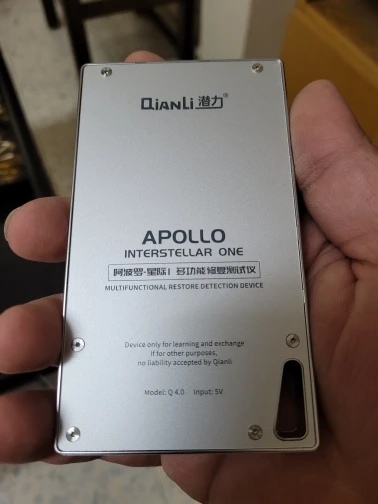 QIANLI 潜力®
APOLLO
INTERSTELLAR ONE
阿波罗·星际1 多功能修复测试仪
MULTIFUNCTIONAL RESTORE DETECTION DEVICE
Device only for learning and exchange
If for other purposes,
no liability accepted by Qianli
Model: Q 4.0 Input: 5V